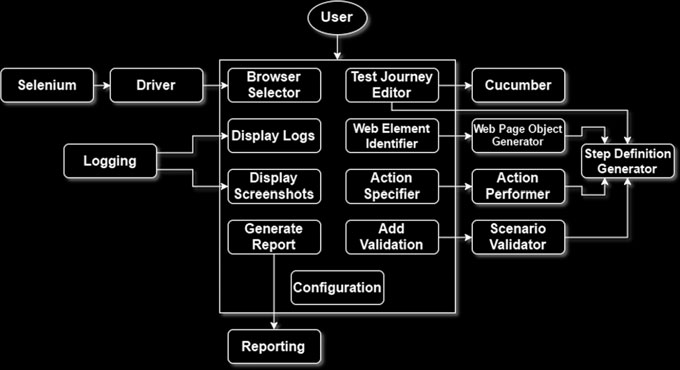 User
Selenium
Driver
Browser
Selector
Test Journey
Editor
Cucumber
Logging
Display Logs
Web Element
Identifier
Web Page Object
Generator
Step Definition
Generator
Display
Screenshots
Action
Specifier
Action
Performer
Generate
Report
Add
Validation
Scenario
Validator
Configuration
Reporting